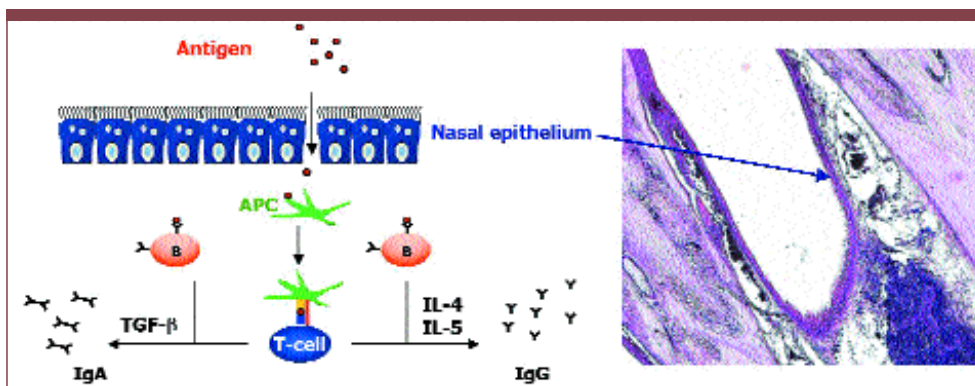 Antigen
Nasal epithelium
APC
B
B
TGF-β
IL-4
IL-5
T-cell
IgA
IgG